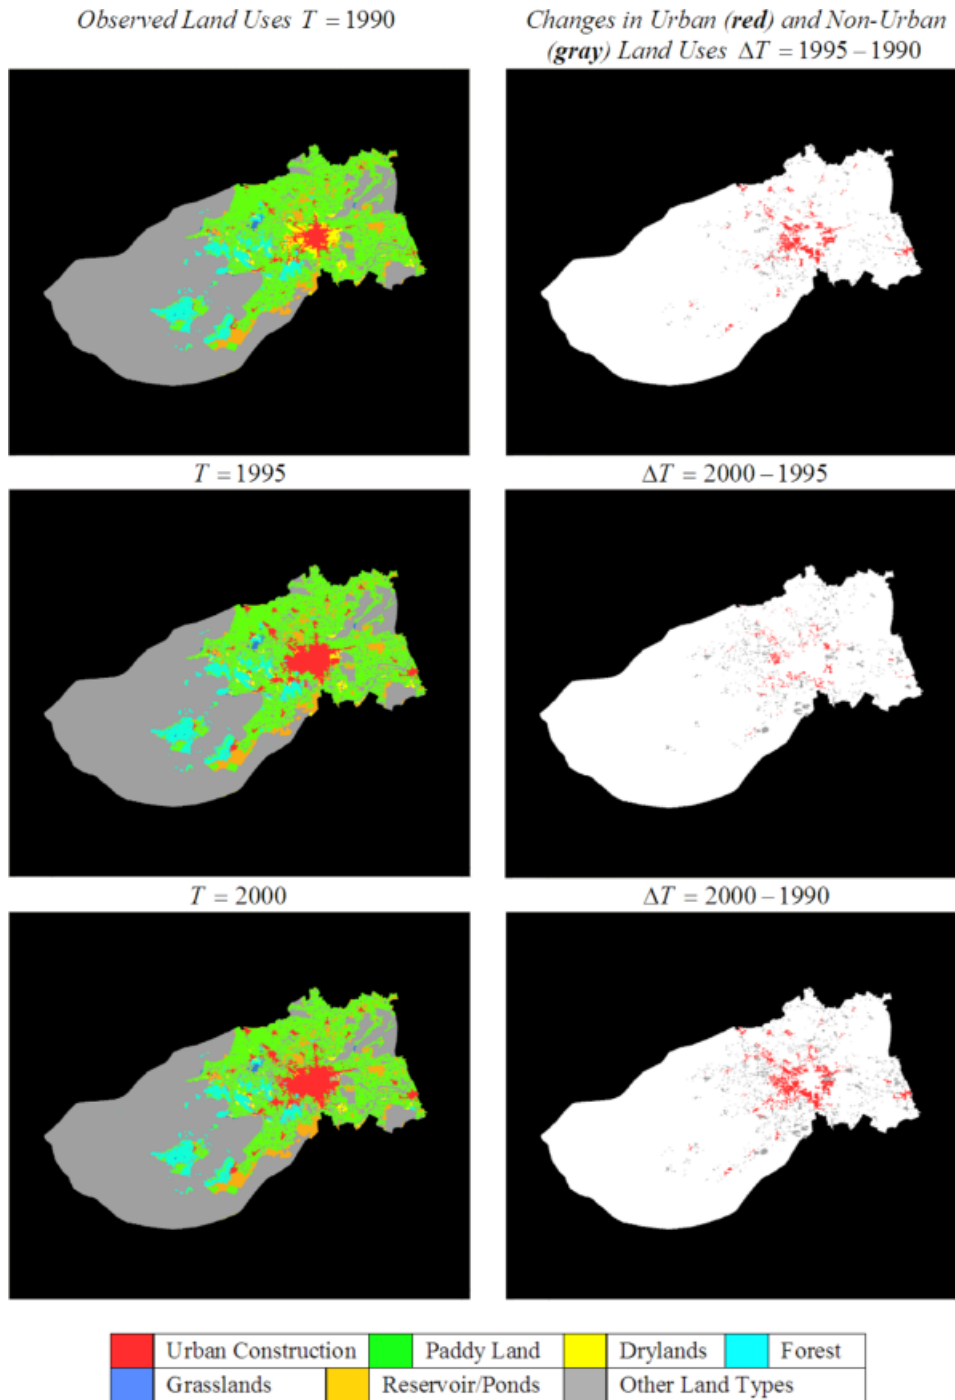 Observed Land Uses T = 1990
Changes in Urban (red) and Non-Urban
(gray) Land Uses ΔT = 1995 – 1990
T = 1995
ΔT = 2000 – 1995
T = 2000
ΔT = 2000 – 1990
Urban Construction Paddy Land Drylands Forest
Grasslands Reservoir/Ponds Other Land Types